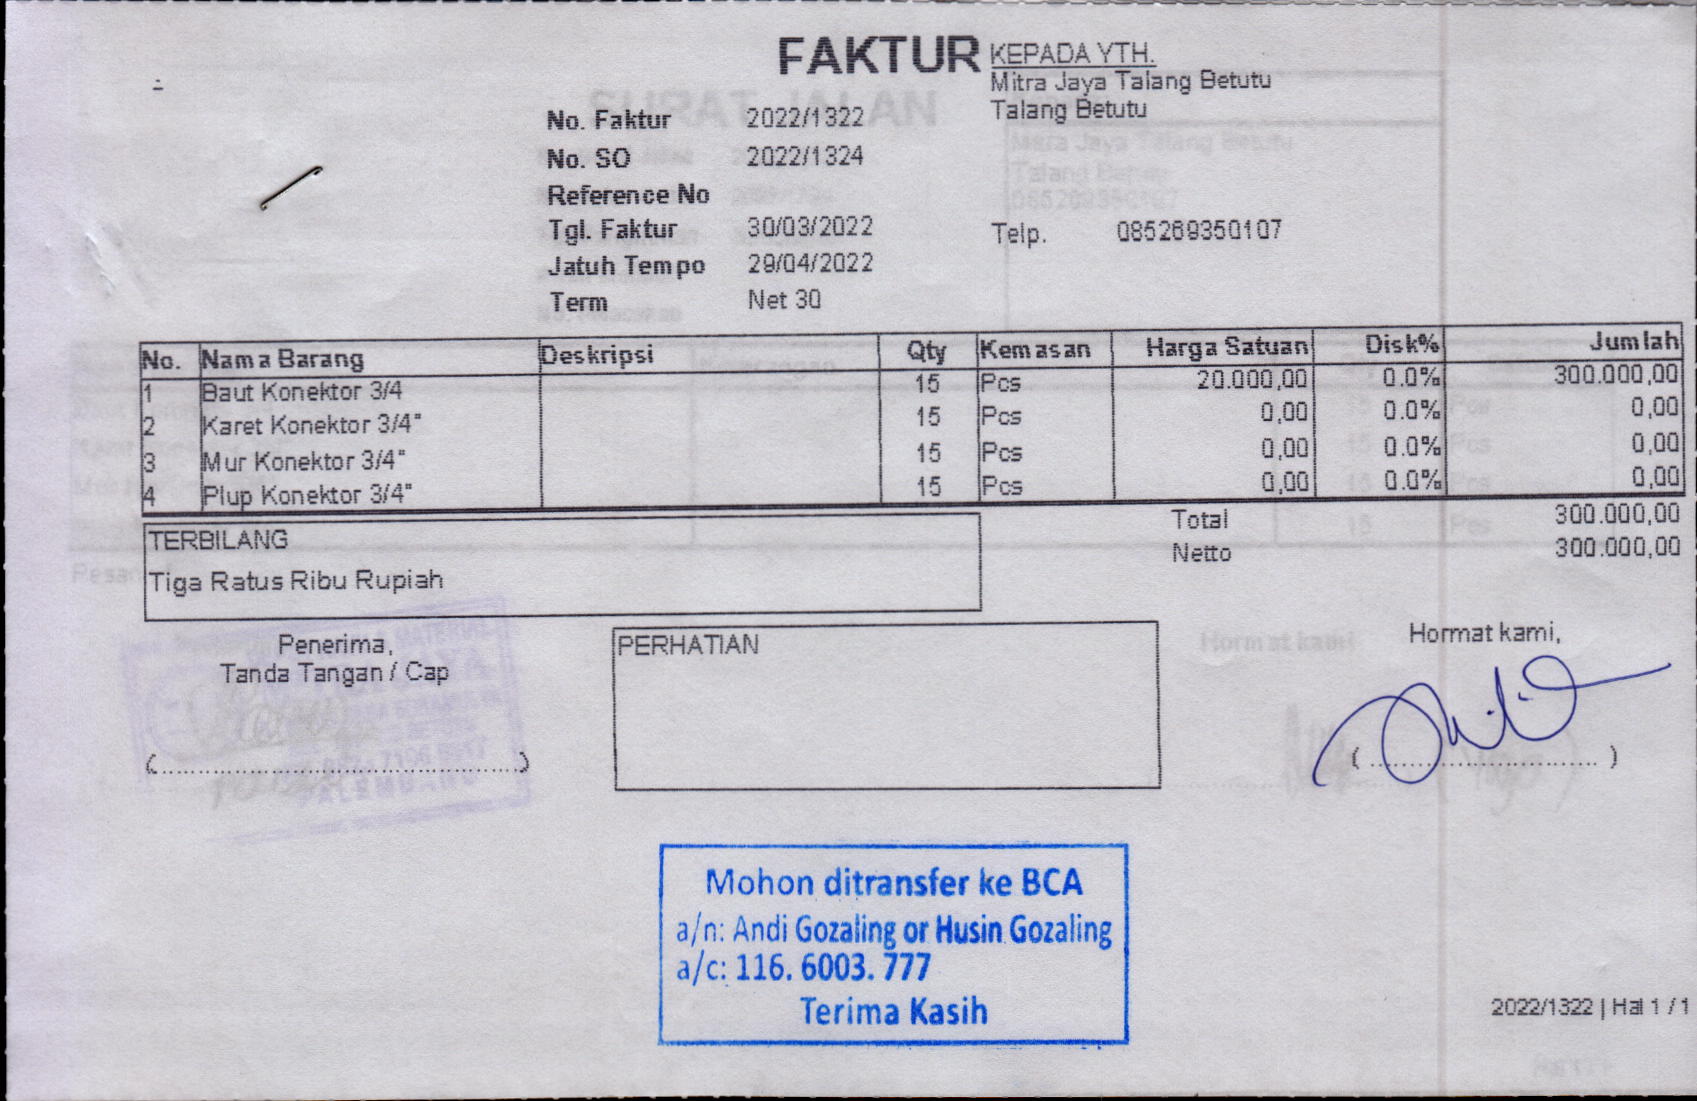 FAKTUR
KEPADA YTH.
Mitra Jaya Talang Betutu
Talang Betutu
No. Faktur 2022/1322
No. SO 2022/1324
Reference No
Tgl. Faktur 30/03/2022
Telp. 085269350107
Jatuh Tempo 29/04/2022
Term Net 30
No. Nama Barang Deskripsi Qty Kemasan Harga Satuan Disk% Jumlah
1 Baut Konektor 3/4 15 Pcs 20.000,00 0.0% 300.000,00
2 Karet Konektor 3/4" 15 Pcs 0,00 0.0% 0,00
3 Mur Konektor 3/4" 15 Pcs 0,00 0.0% 0,00
4 Plup Konektor 3/4" 15 Pcs 0,00 0.0% 0,00
Total 300.000,00
Netto 300.000,00
TERBILANG
Tiga Ratus Ribu Rupiah
Penerima,
Tanda Tangan / Cap
(........................................)
PERHATIAN
Hormat kami,
(............................)
Mohon ditransfer ke BCA
a/n: Andi Gozaling or Husin Gozaling
a/c: 116. 6003. 777
Terima Kasih
2022/1322 | Hal 1 / 1